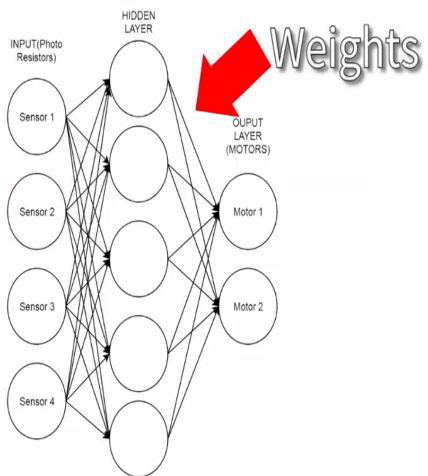 HIDDEN
LAYER
Weights
INPUT(Photo
Resistors)
Sensor 1
OUPUT
LAYER
(MOTORS)
Sensor 2
Motor 1
Sensor 3
Motor 2
Sensor 4